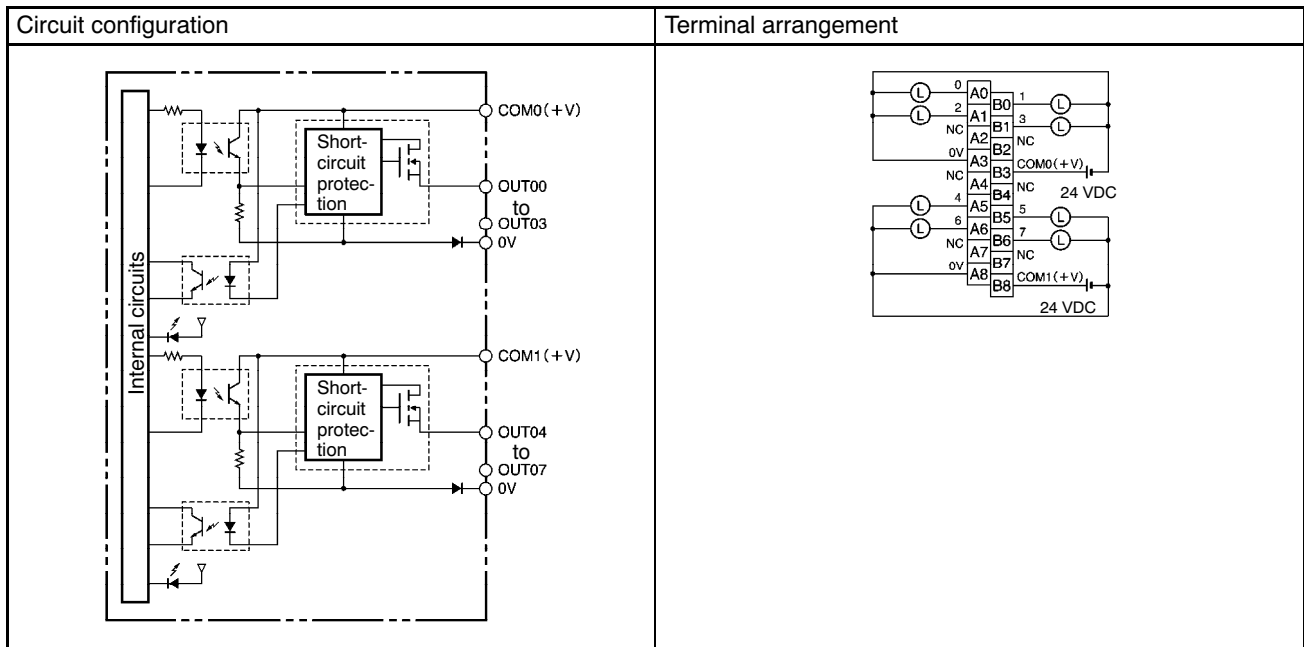 Circuit configuration
Terminal arrangement
Internal circuits
COM0(+V)
Short-
circuit
protec-
tion
OUT00
to
OUT03
0V
COM1(+V)
Short-
circuit
protec-
tion
OUT04
to
OUT07
0V
0 A0
B0 1
2 A1
B1 3
NC A2
B2 NC
0V A3
B3 COM0(+V)
NC A4
B4 NC
24 VDC
4 A5
B5 5
6 A6
B6 7
NC A7
B7 NC
0V A8
B8 COM1(+V)
24 VDC
L
L
L
L
L
L
L
L